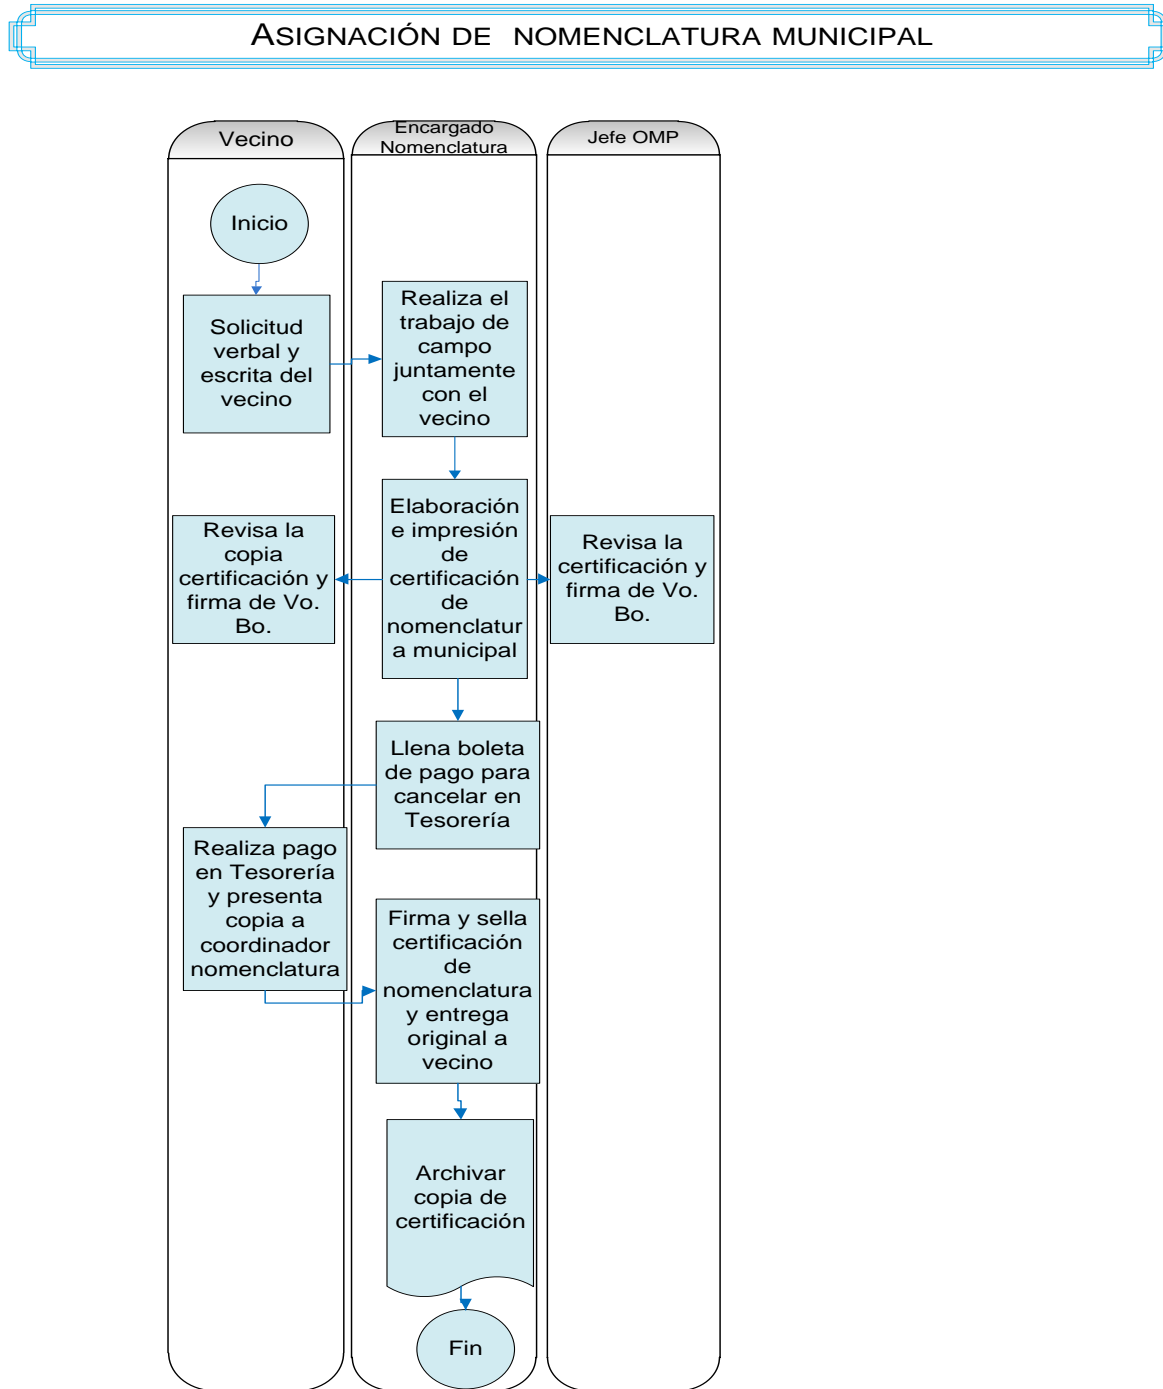 ASIGNACIÓN DE NOMENCLATURA MUNICIPAL
Vecino
Encargado
Nomenclatura
Jefe OMP
Inicio
Solicitud
verbal y
escrita del
vecino
Realiza el
trabajo de
campo
juntamente
con el
vecino
Revisa la
copia
certificación y
firma de Vo.
Bo.
Elaboración
e impresión
de
certificación
de
nomenclatur
a municipal
Revisa la
certificación y
firma de Vo.
Bo.
Llena boleta
de pago para
cancelar en
Tesorería
Realiza pago
en Tesorería
y presenta
copia a
coordinador
nomenclatura
Firma y sella
certificación
de
nomenclatura
y entrega
original a
vecino
Archivar
copia de
certificación
Fin